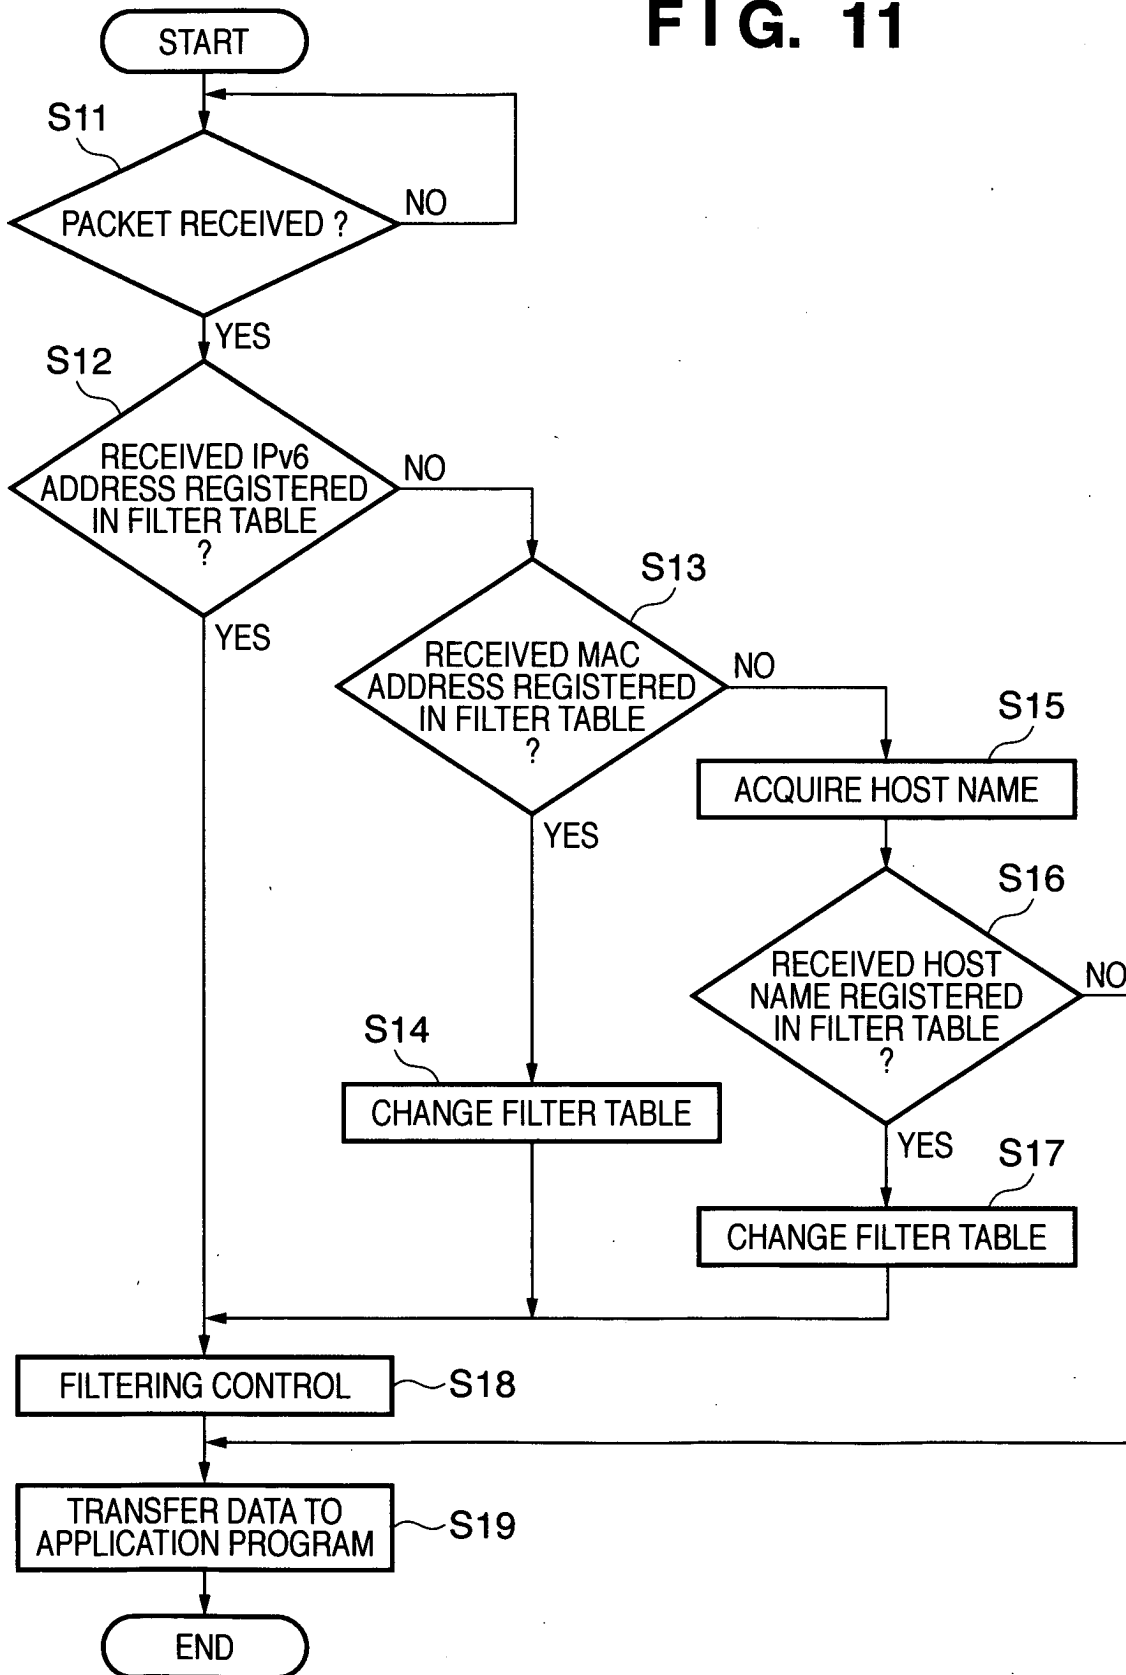 FIG. 11
START
S11
PACKET RECEIVED ?
NO
YES
S12
RECEIVED IPv6
ADDRESS REGISTERED
IN FILTER TABLE
?
NO
YES
S13
RECEIVED MAC
ADDRESS REGISTERED
IN FILTER TABLE
?
NO
YES
S15
ACQUIRE HOST NAME
S16
RECEIVED HOST
NAME REGISTERED
IN FILTER TABLE
?
NO
YES
S14
CHANGE FILTER TABLE
S17
CHANGE FILTER TABLE
FILTERING CONTROL
S18
TRANSFER DATA TO
APPLICATION PROGRAM
S19
END